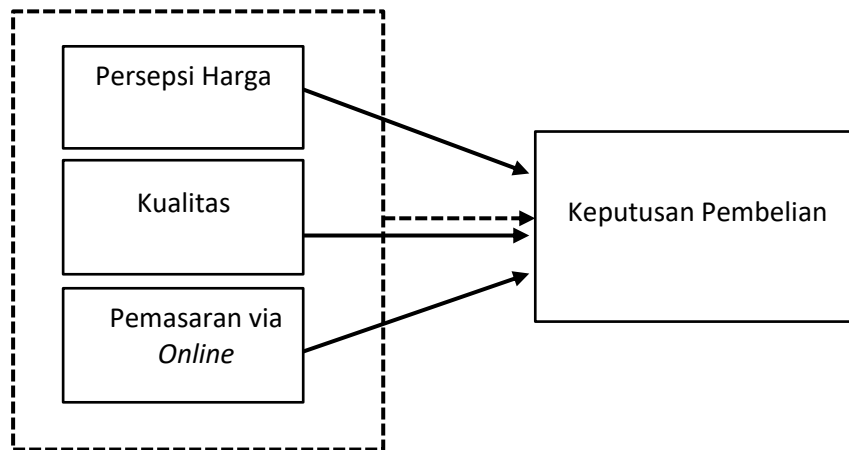 Persepsi Harga
Kualitas
Keputusan Pembelian
Pemasaran via
Online